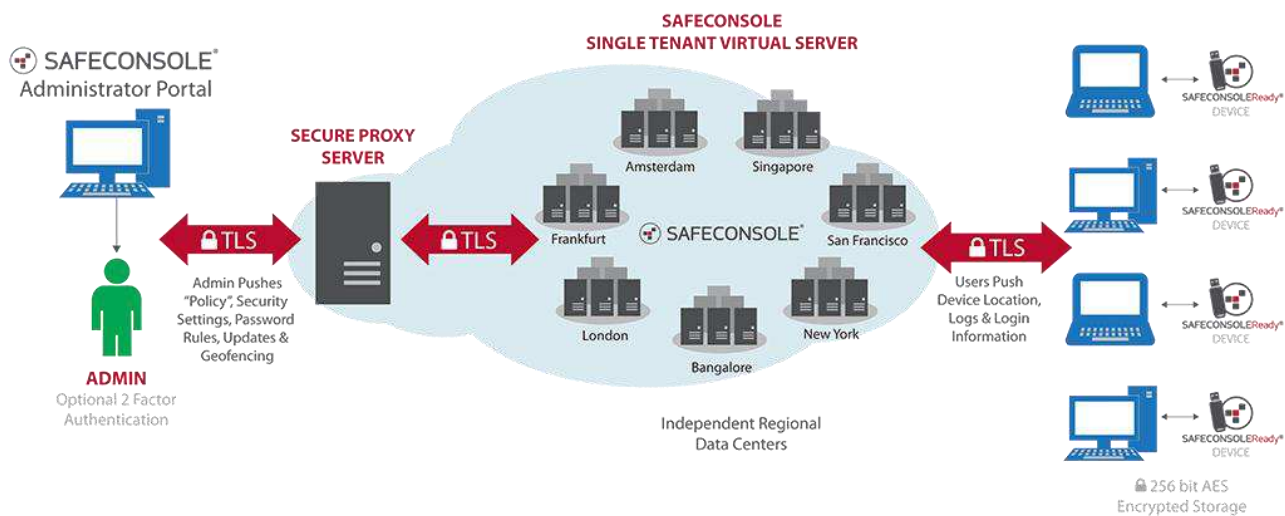 SAFECONSOLE®
Administrator Portal
ADMIN
Optional 2 Factor
Authentication
TLS
Admin Pushes
"Policy", Security
Settings, Password
Rules, Updates &
Geofencing
SECURE PROXY
SERVER
TLS
SAFECONSOLE
SINGLE TENANT VIRTUAL SERVER
Amsterdam
Singapore
Frankfurt
SAFECONSOLE®
San Francisco
London
New York
Bangalore
Independent Regional
Data Centers
TLS
Users Push
Device Location,
Logs & Login
Information
SAFECONSOLEReady®
DEVICE
SAFECONSOLEReady®
DEVICE
SAFECONSOLEReady®
DEVICE
SAFECONSOLEReady®
DEVICE
256 bit AES
Encrypted Storage